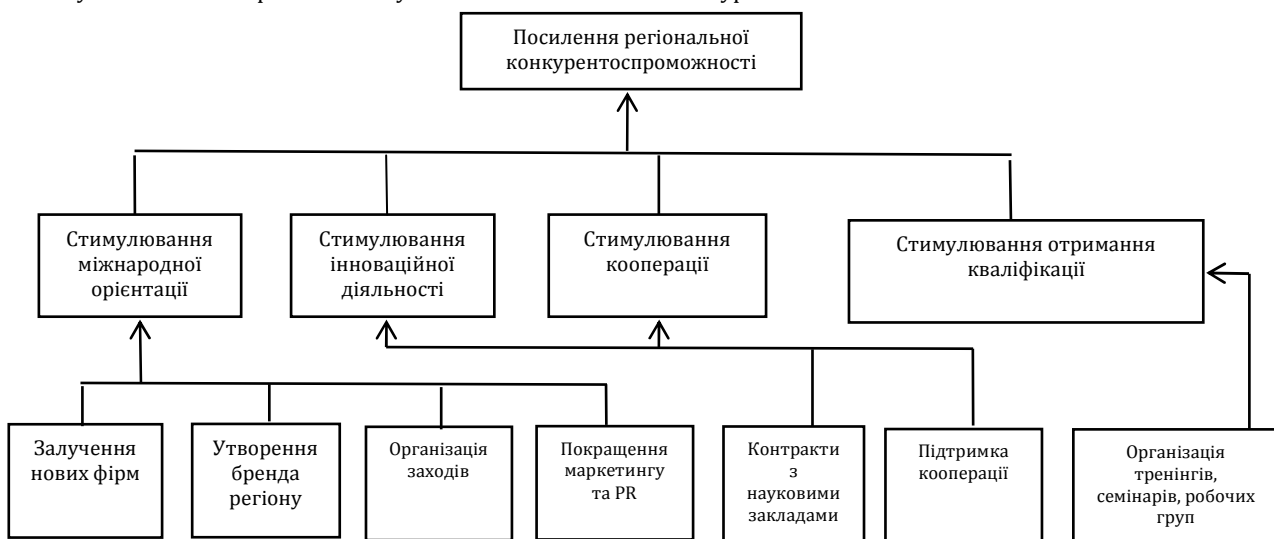 Посилення регіональної
конкурентоспроможності
Стимулювання
міжнародної
орієнтації
Стимулювання
інноваційної
діяльності
Стимулювання
кооперації
Стимулювання отримання
кваліфікації
Залучення
нових фірм
Утворення
бренда
регіону
Організація
заходів
Покращення
маркетингу
та PR
Контракти
з
науковими
закладами
Підтримка
кооперації
Організація
тренінгів,
семінарів, робочих
груп